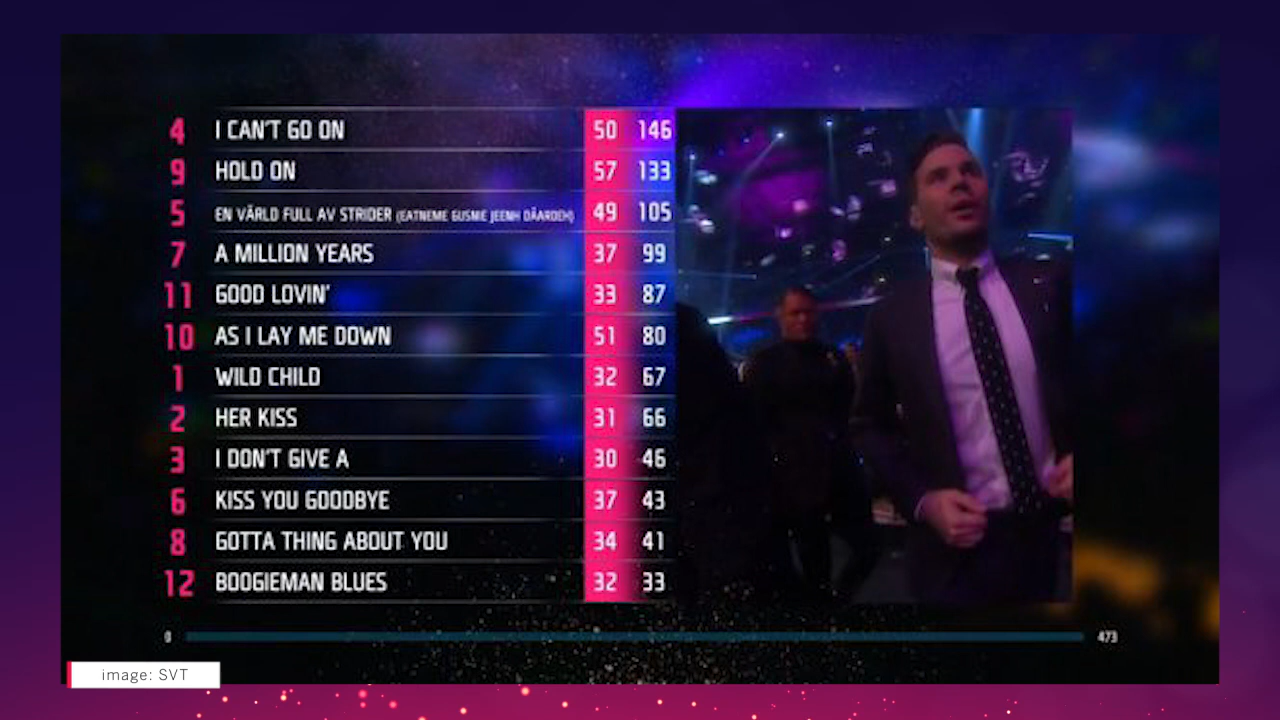 4 I CAN'T GO ON 50 146
9 HOLD ON 57 133
5 EN VÄRLD FULL AV STRIDER (EATNEME GUSNIE JEENH DÅAROEH) 49 105
7 A MILLION YEARS 37 99
11 GOOD LOVIN' 33 87
10 AS I LAY ME DOWN 51 80
1 WILD CHILD 32 67
2 HER KISS 31 66
3 I DON'T GIVE A 30 46
6 KISS YOU GOODBYE 37 43
8 GOTTA THING ABOUT YOU 34 41
12 BOOGIEMAN BLUES 32 33
0 473
image: SVT